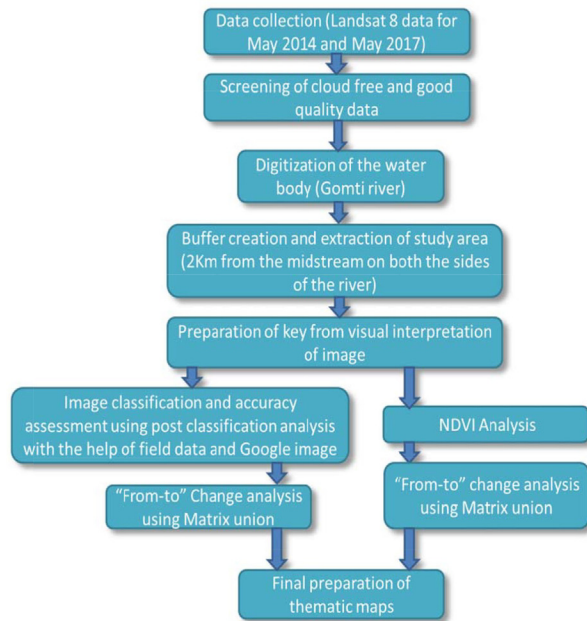 Data collection (Landsat 8 data for
May 2014 and May 2017)
Screening of cloud free and good
quality data
Digitization of the water
body (Gomti river)
Buffer creation and extraction of study area
(2Km from the midstream on both the sides
of the river)
Preparation of key from visual interpretation
of image
Image classification and accuracy
assessment using post classification analysis
with the help of field data and Google image
NDVI Analysis
“From-to” Change analysis
using Matrix union
“From-to” change analysis
using Matrix union
Final preparation of
thematic maps